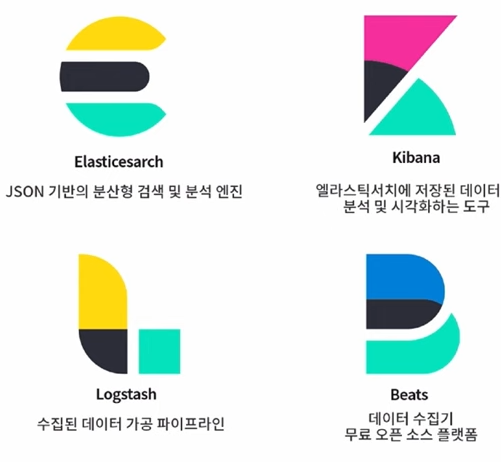 Elasticesarch
JSON 기반의 분산형 검색 및 분석 엔진
Kibana
엘라스틱서치에 저장된 데이터
분석 및 시각화하는 도구
Logstash
수집된 데이터 가공 파이프라인
Beats
데이터 수집기
무료 오픈 소스 플랫폼